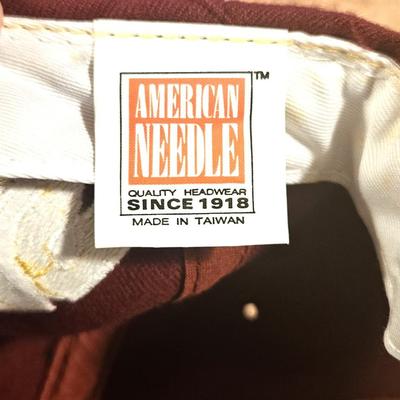 AMERICAN
NEEDLE
TM
QUALITY HEADWEAR
SINCE 1918
MADE IN TAIWAN